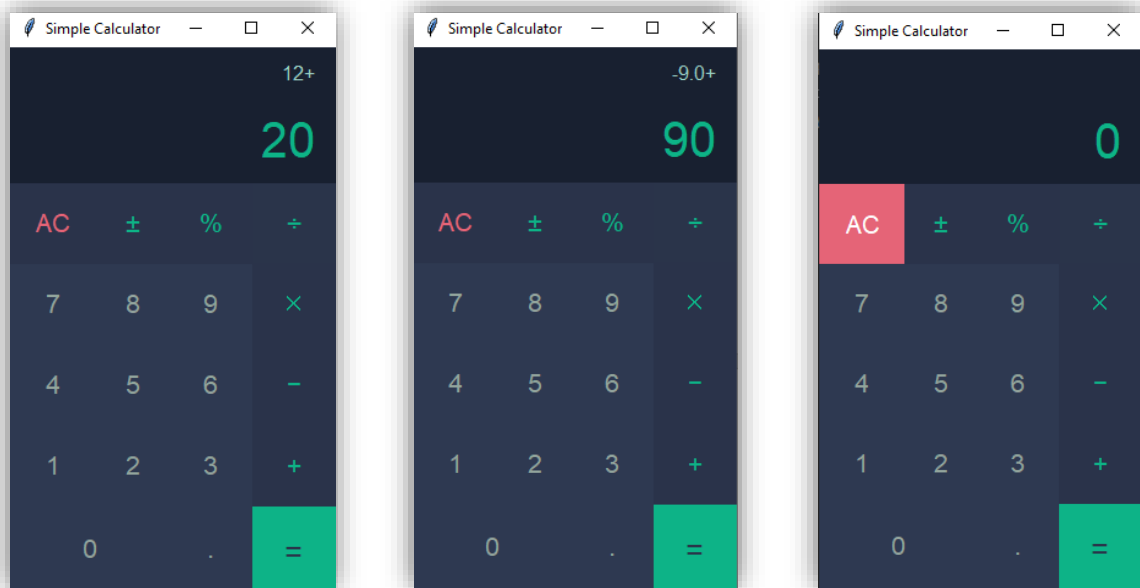 Simple Calculator
12+
20
AC ± % ÷
7 8 9 ×
4 5 6 −
1 2 3 +
0 . =
Simple Calculator
-9.0+
90
AC ± % ÷
7 8 9 ×
4 5 6 −
1 2 3 +
0 . =
Simple Calculator
0
AC ± % ÷
7 8 9 ×
4 5 6 −
1 2 3 +
0 . =